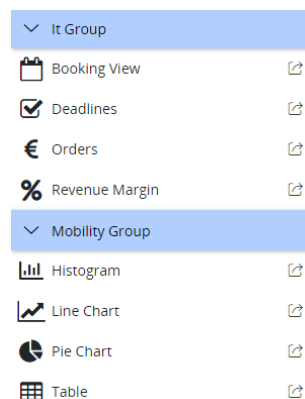 It Group
Booking View
Deadlines
€ Orders
% Revenue Margin
Mobility Group
Histogram
Line Chart
Pie Chart
Table